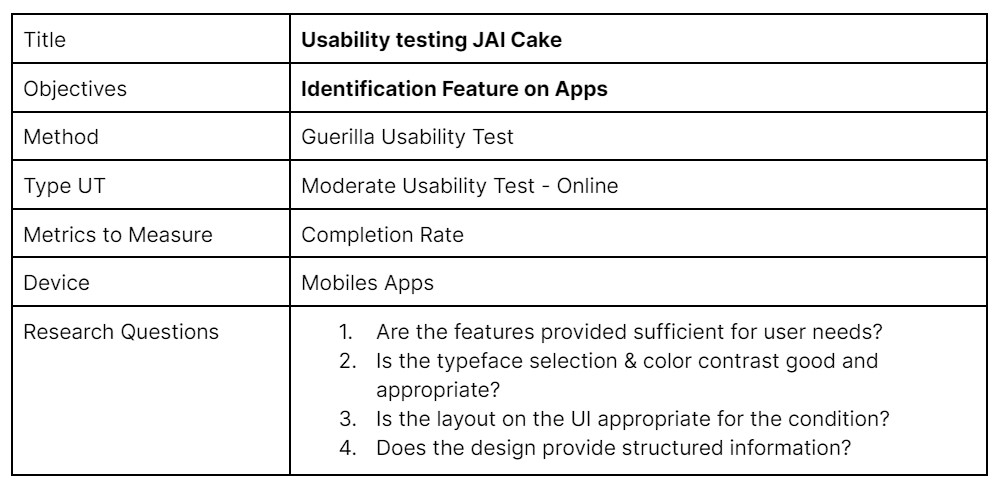 Title
Usability testing JAI Cake
Objectives
Identification Feature on Apps
Method
Guerilla Usability Test
Type UT
Moderate Usability Test - Online
Metrics to Measure
Completion Rate
Device
Mobiles Apps
Research Questions
1. Are the features provided sufficient for user needs?
2. Is the typeface selection & color contrast good and
appropriate?
3. Is the layout on the UI appropriate for the condition?
4. Does the design provide structured information?